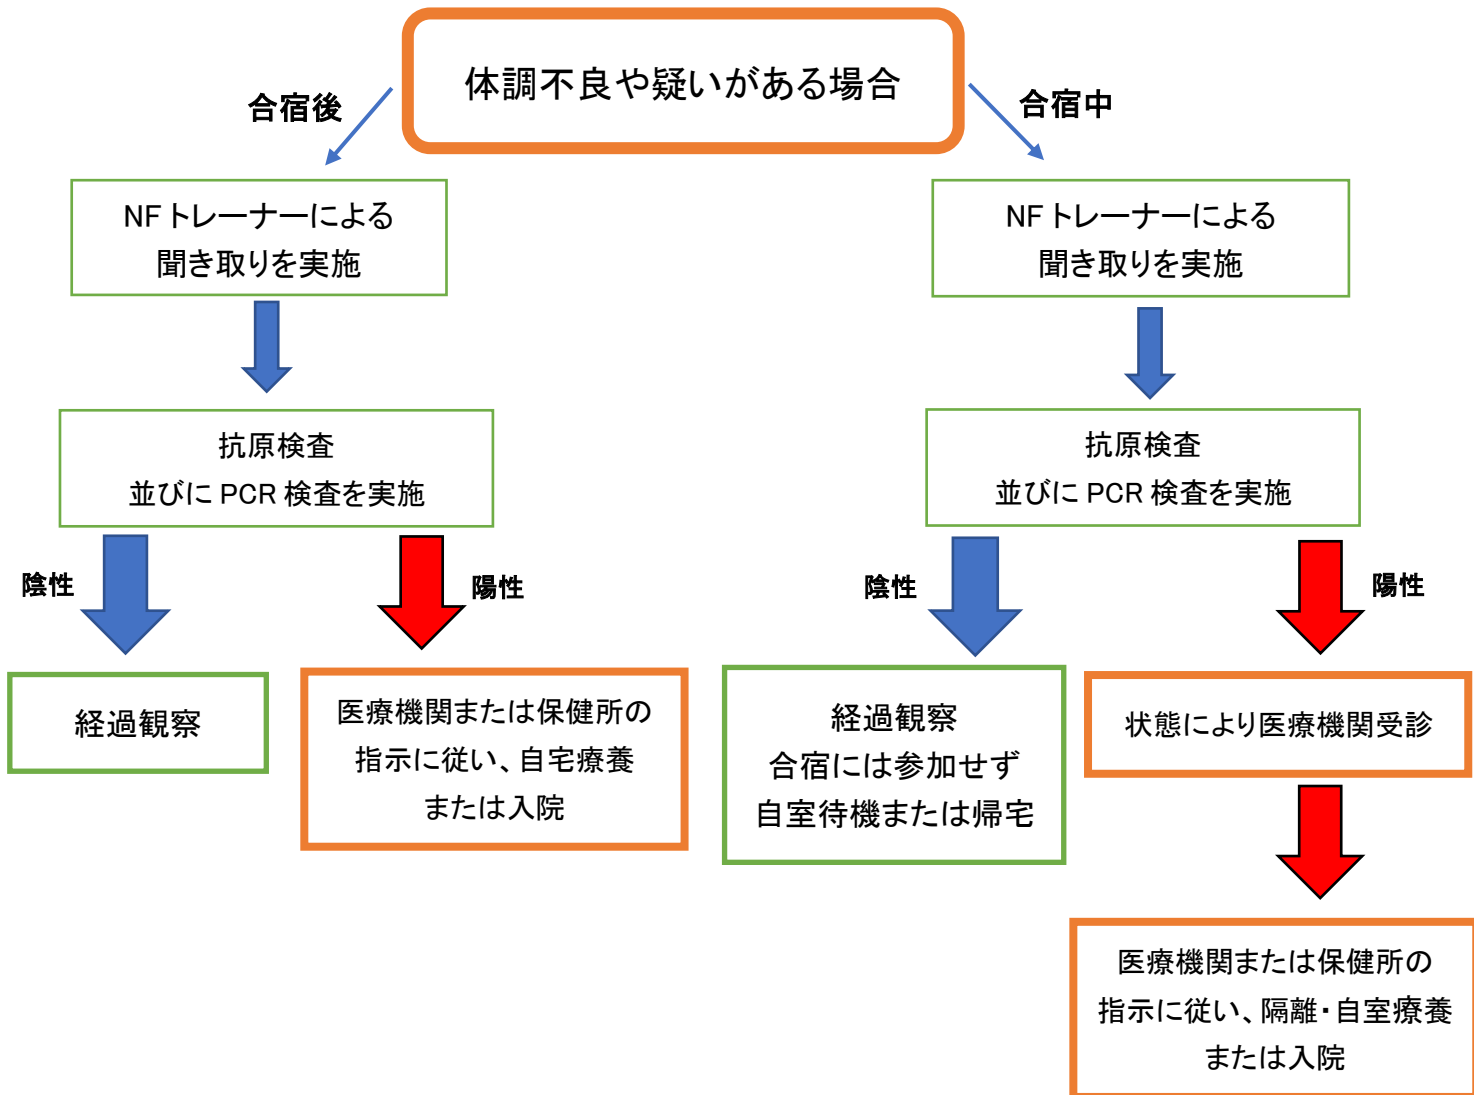 体調不良や疑いがある場合
合宿後
合宿中
NFトレーナーによる
聞き取りを実施
NFトレーナーによる
聞き取りを実施
抗原検査
並びに PCR 検査を実施
抗原検査
並びに PCR 検査を実施
陰性
陽性
陰性
陽性
経過観察
医療機関または保健所の
指示に従い、自宅療養
または入院
経過観察
合宿には参加せず
自室待機または帰宅
状態により医療機関受診
医療機関または保健所の
指示に従い、隔離・自室療養
または入院